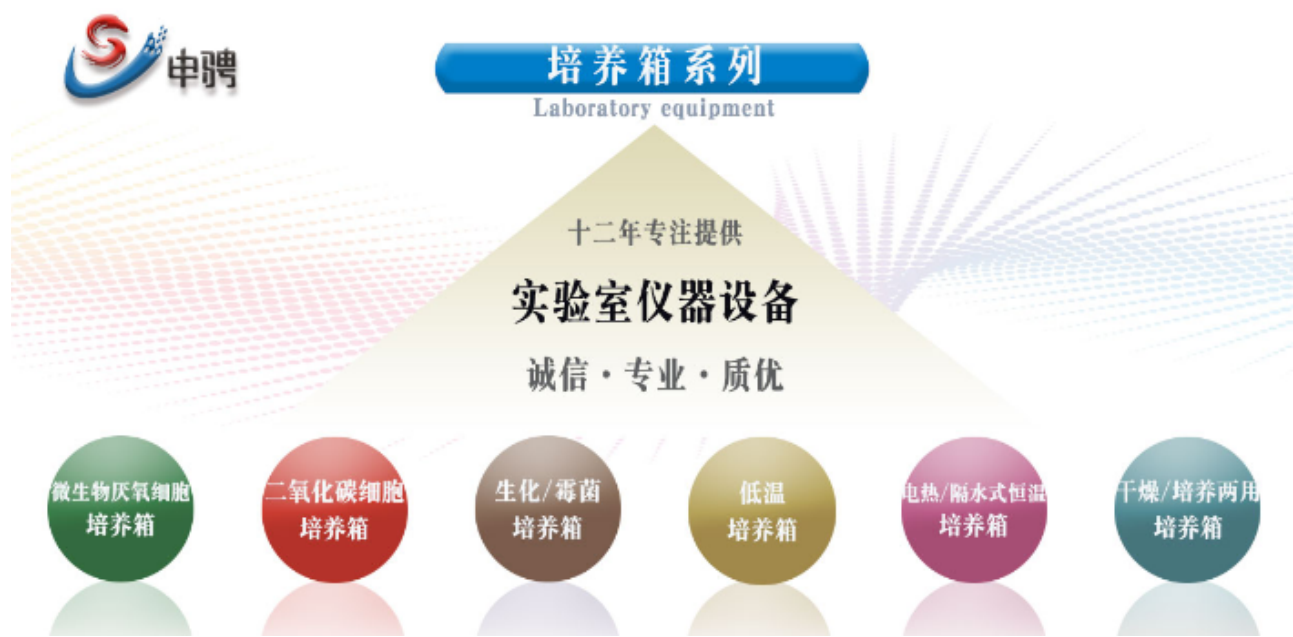 申骋
培养箱系列
Laboratory equipment
十二年专注提供
实验室仪器设备
诚信·专业·质优
微生物厌氧细胞
培养箱
二氧化碳细胞
培养箱
生化/霉菌
培养箱
低温
培养箱
电热/隔水式恒温
培养箱
干燥/培养两用
培养箱